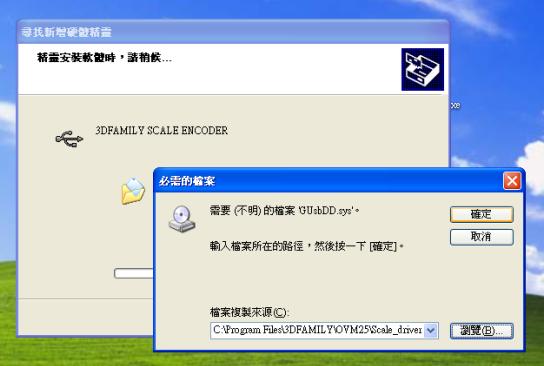 尋找新增硬體精靈
精靈安裝軟體時，請稍候...
3DFAMILY SCALE ENCODER
必需的檔案
需要 (不明) 的檔案 'GUsbDD.sys'。
確定
取消
輸入檔案所在的路徑，然後按一下 [確定]。
檔案複製來源(C):
C:\Program Files\3DFAMILY\OVM25\Scale_driver
瀏覽(B)...